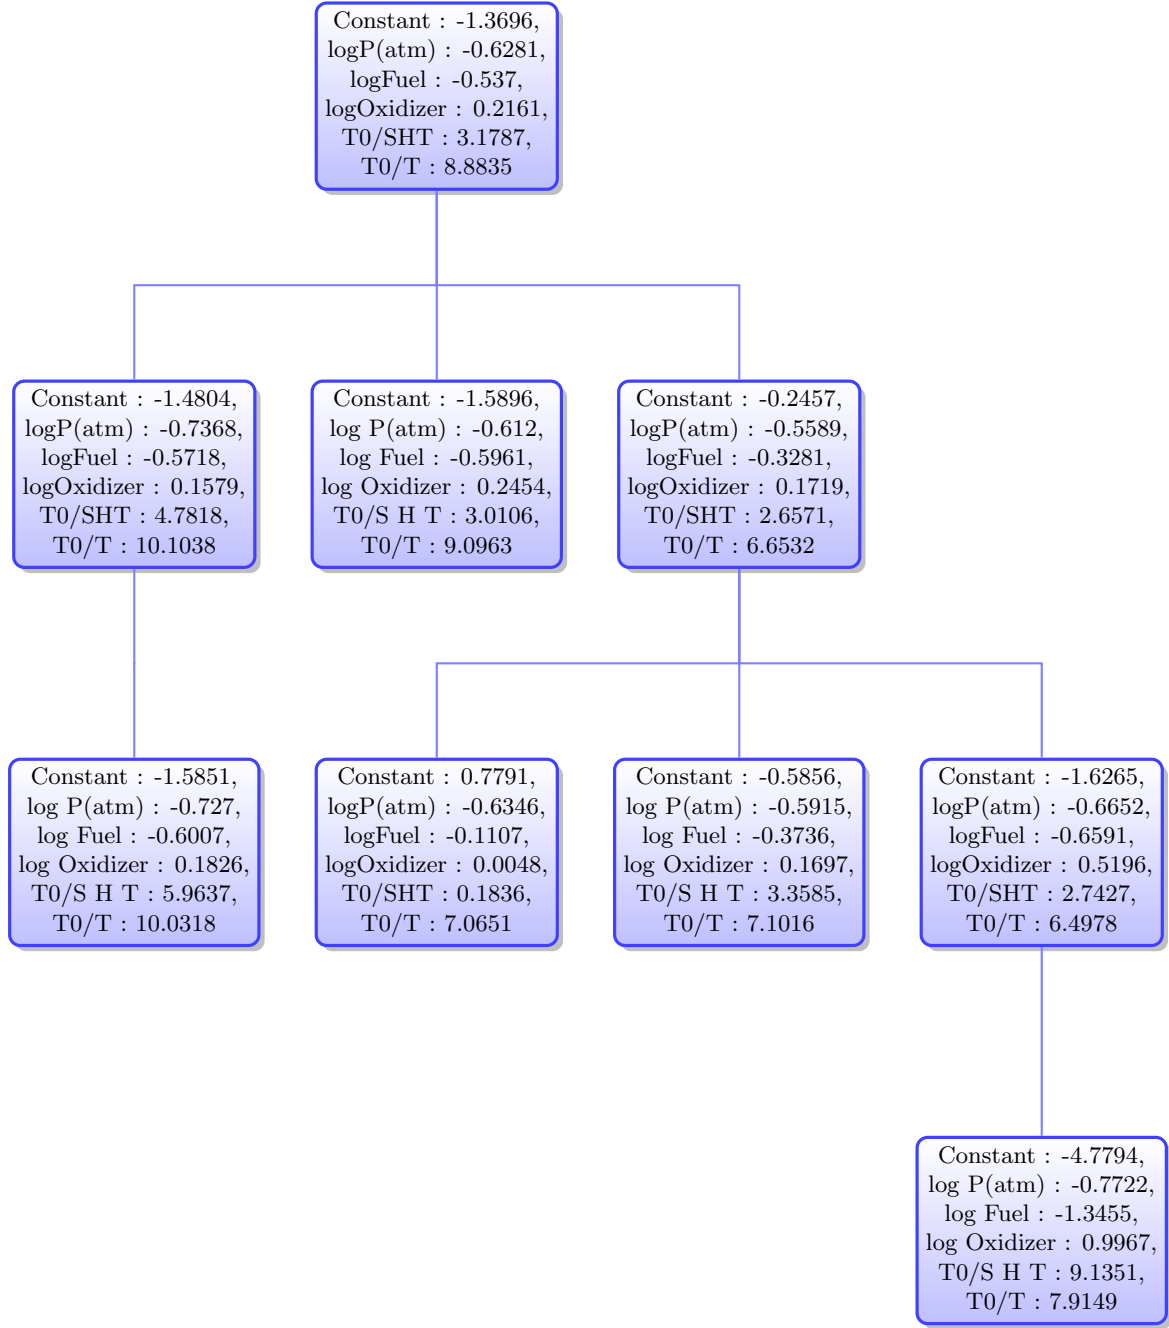 Constant : -1.3696,
logP(atm) : -0.6281,
logFuel : -0.537,
logOxidizer : 0.2161,
T0/SHT : 3.1787,
T0/T : 8.8835
Constant : -1.4804,
logP(atm) : -0.7368,
logFuel : -0.5718,
logOxidizer : 0.1579,
T0/SHT : 4.7818,
T0/T : 10.1038
Constant : -1.5896,
log P(atm) : -0.612,
log Fuel : -0.5961,
log Oxidizer : 0.2454,
T0/S H T : 3.0106,
T0/T : 9.0963
Constant : -0.2457,
logP(atm) : -0.5589,
logFuel : -0.3281,
logOxidizer : 0.1719,
T0/SHT : 2.6571,
T0/T : 6.6532
Constant : -1.5851,
log P(atm) : -0.727,
log Fuel : -0.6007,
log Oxidizer : 0.1826,
T0/S H T : 5.9637,
T0/T : 10.0318
Constant : 0.7791,
logP(atm) : -0.6346,
logFuel : -0.1107,
logOxidizer : 0.0048,
T0/SHT : 0.1836,
T0/T : 7.0651
Constant : -0.5856,
log P(atm) : -0.5915,
log Fuel : -0.3736,
log Oxidizer : 0.1697,
T0/S H T : 3.3585,
T0/T : 7.1016
Constant : -1.6265,
logP(atm) : -0.6652,
logFuel : -0.6591,
logOxidizer : 0.5196,
T0/SHT : 2.7427,
T0/T : 6.4978
Constant : -4.7794,
log P(atm) : -0.7722,
log Fuel : -1.3455,
log Oxidizer : 0.9967,
T0/S H T : 9.1351,
T0/T : 7.9149